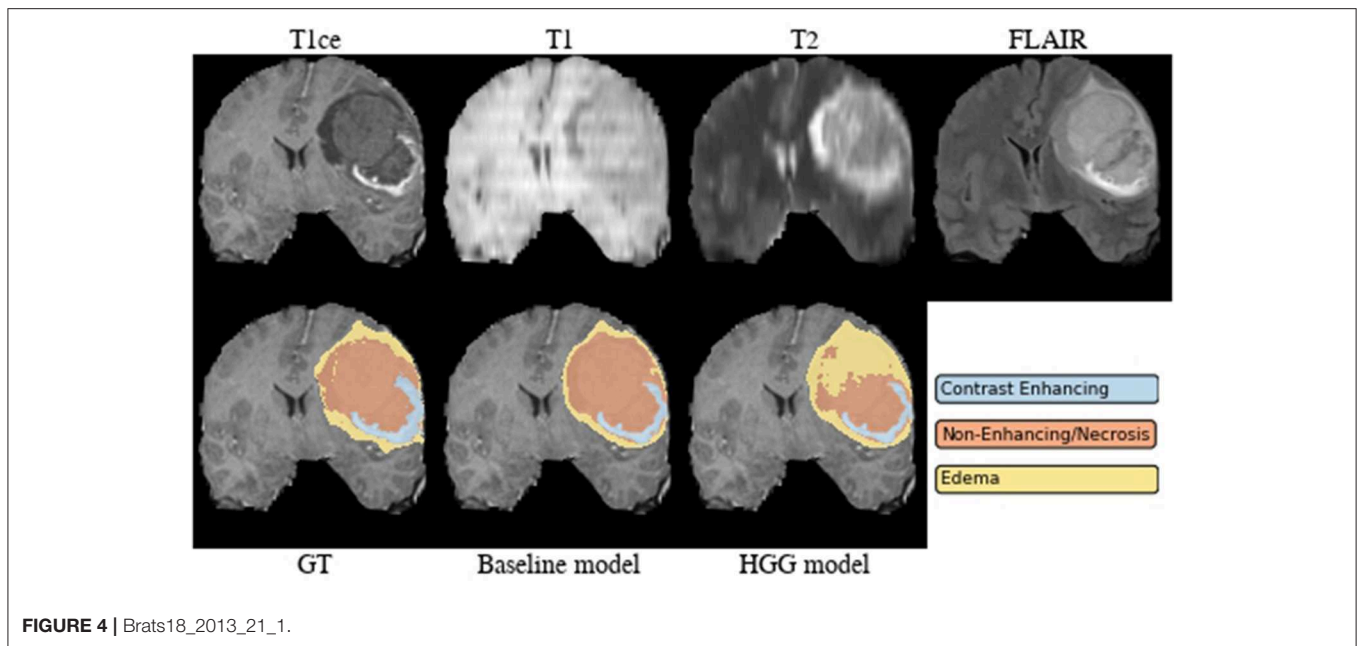 T1ce T1 T2 FLAIR
Contrast Enhancing
Non-Enhancing/Necrosis
Edema
GT Baseline model HGG model
FIGURE 4 | Brats18_2013_21_1.